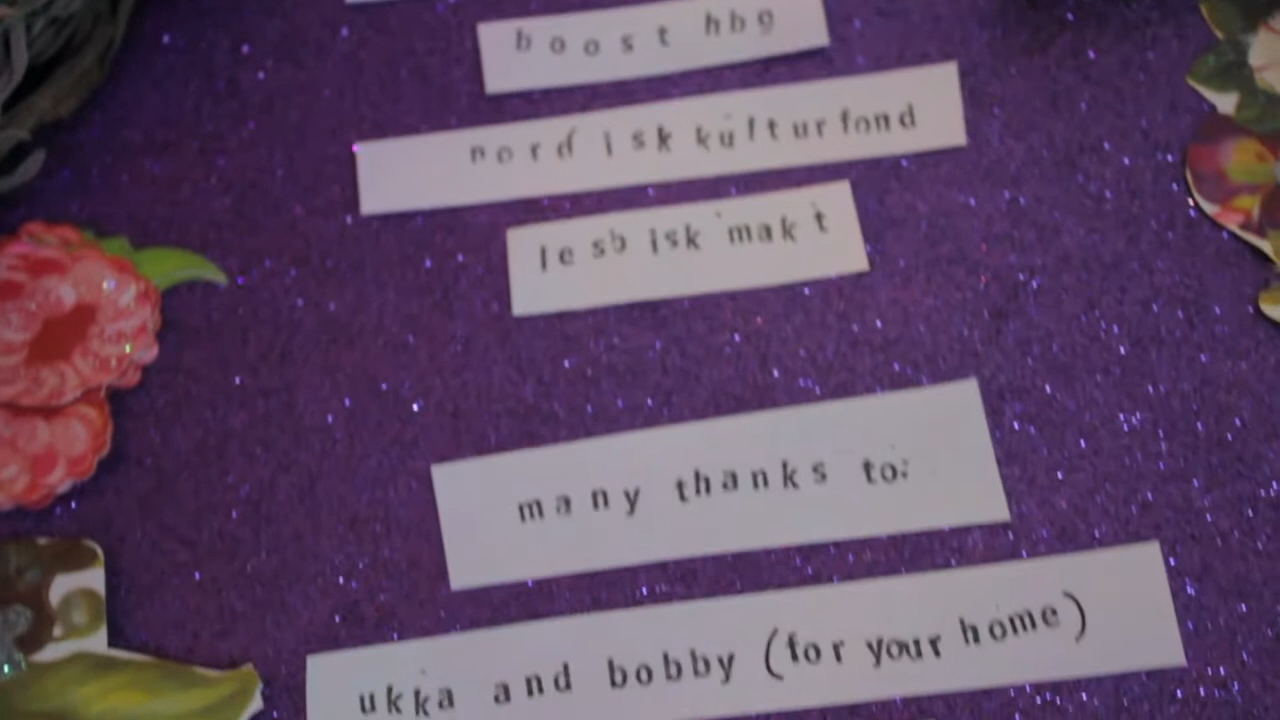 boost hbg
nordisk kulturfond
lesbisk makt
many thanks to:
ukka and bobby (for your home)